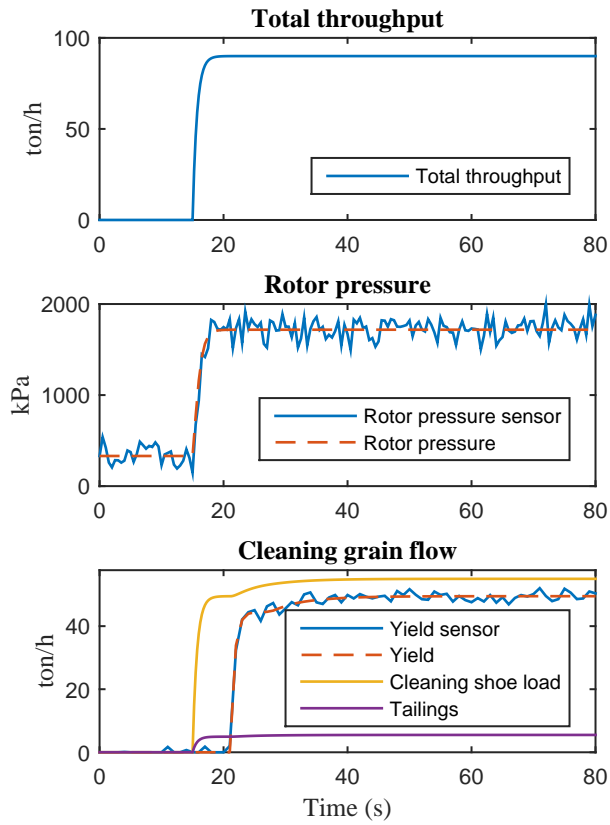 Total throughput
100
50
0
ton/h
Total throughput
0 20 40 60 80
Rotor pressure
2000
1000
0
kPa
Rotor pressure sensor
Rotor pressure
0 20 40 60 80
Cleaning grain flow
40
20
0
ton/h
Yield sensor
Yield
Cleaning shoe load
Tailings
0 20 40 60 80
Time (s)